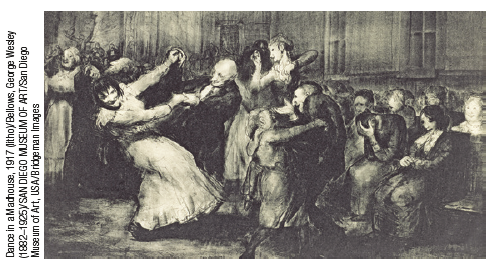 Dance in a Madhouse, 1917 (litho)/Bellows, George Wesley
(1882–1925)/SAN DIEGO MUSEUM OF ART/San Diego
Museum of Art, USA/Bridgeman Images